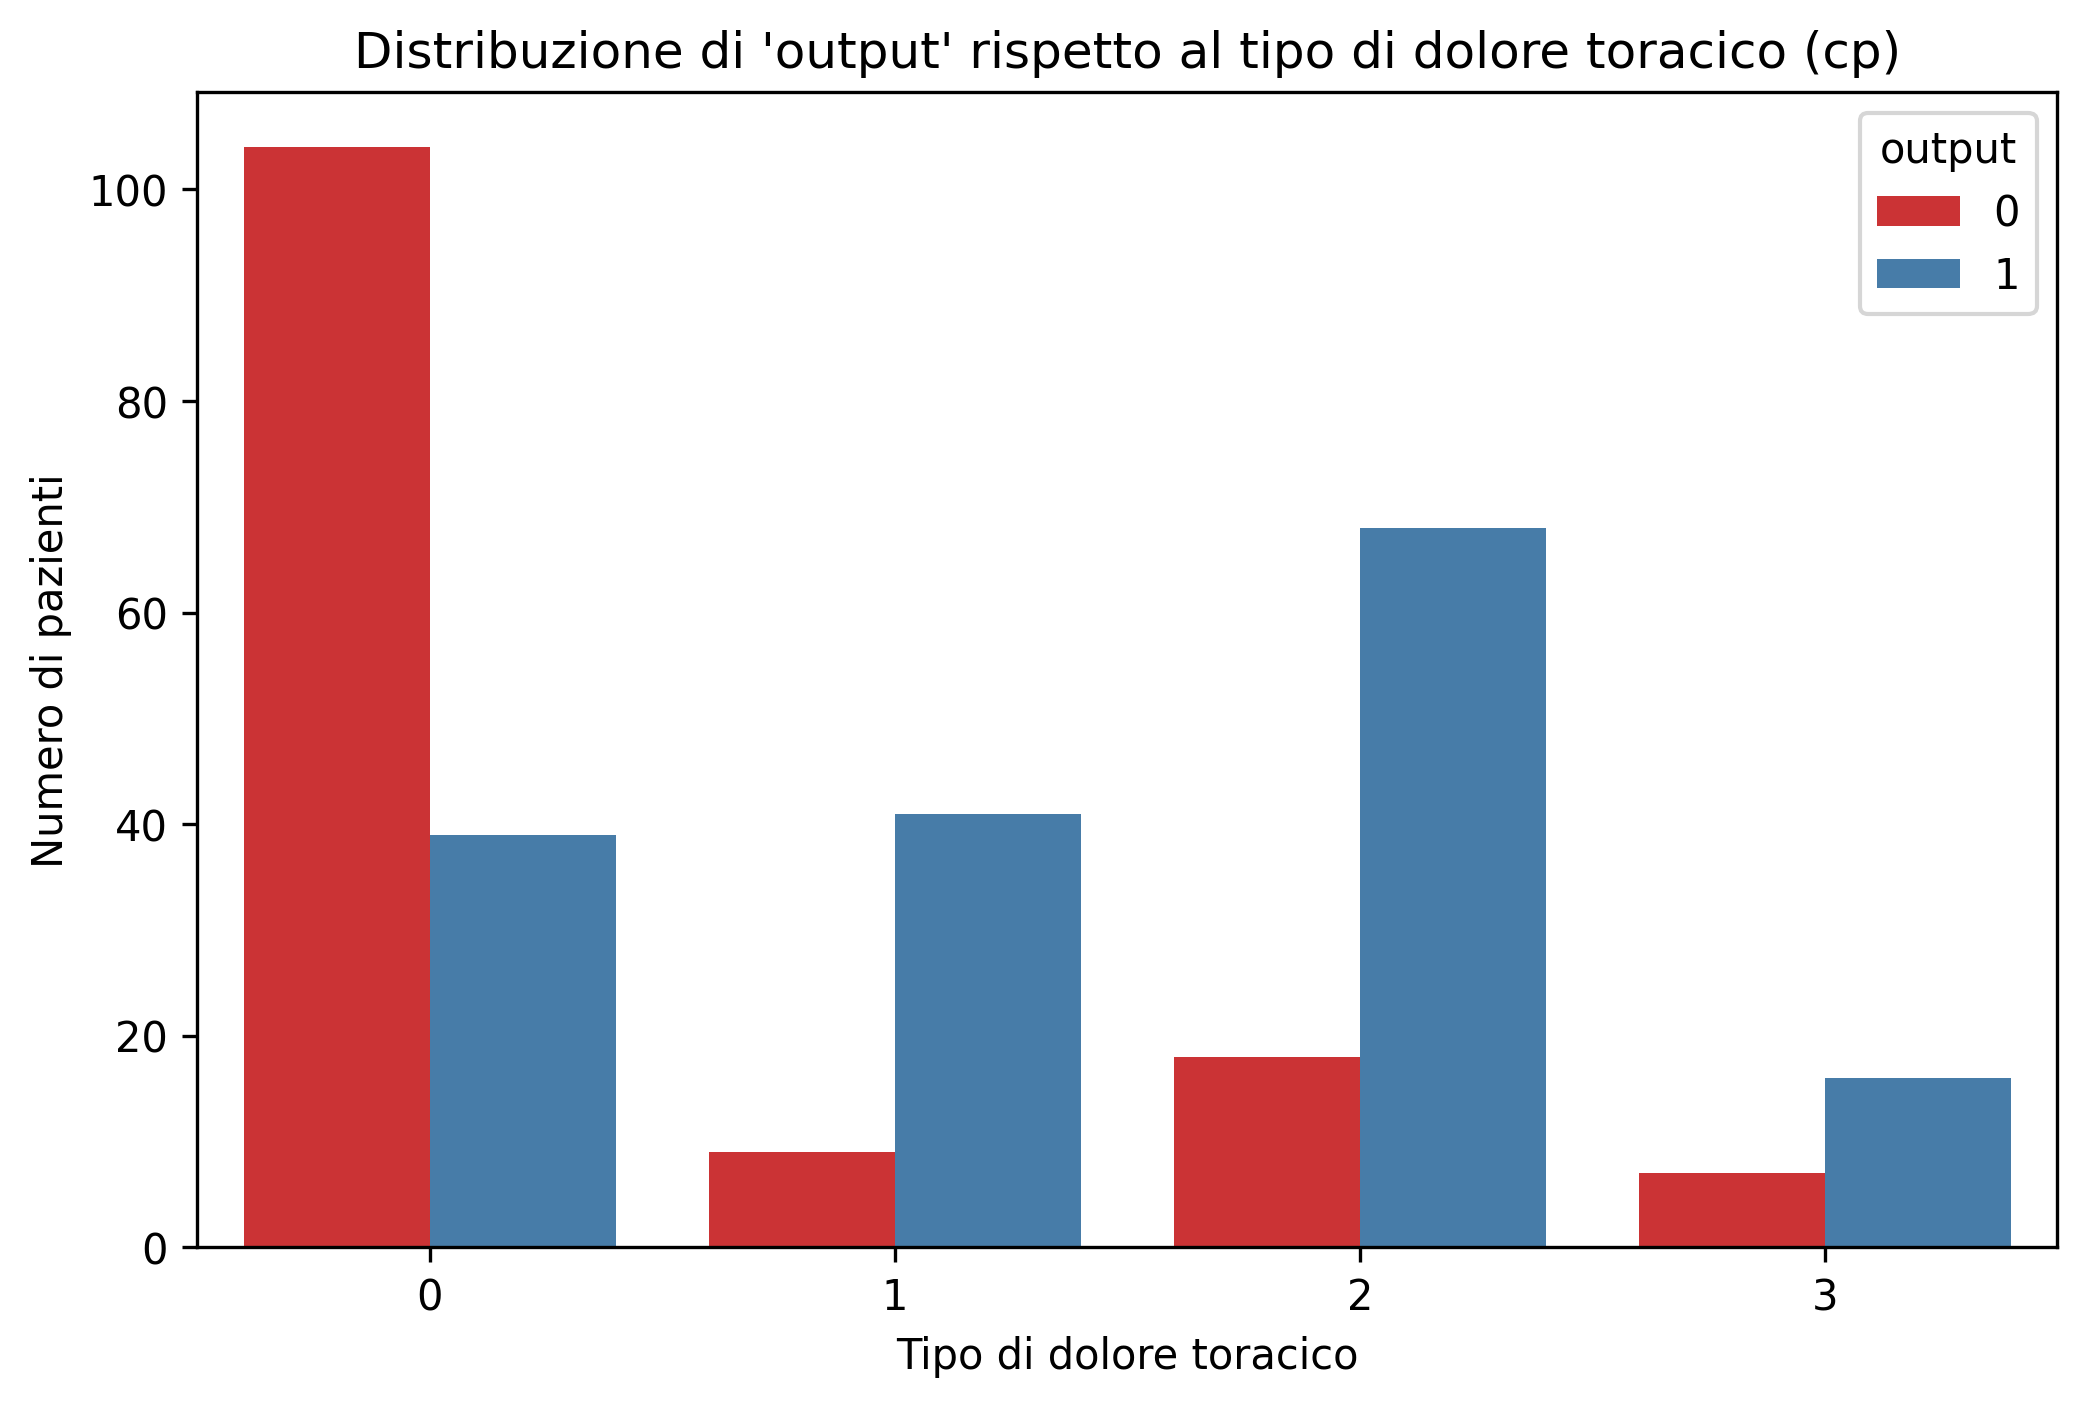 Distribuzione di 'output' rispetto al tipo di dolore toracico (cp)
output
0
1
100
80
60
40
20
0
Numero di pazienti
0 1 2 3
Tipo di dolore toracico